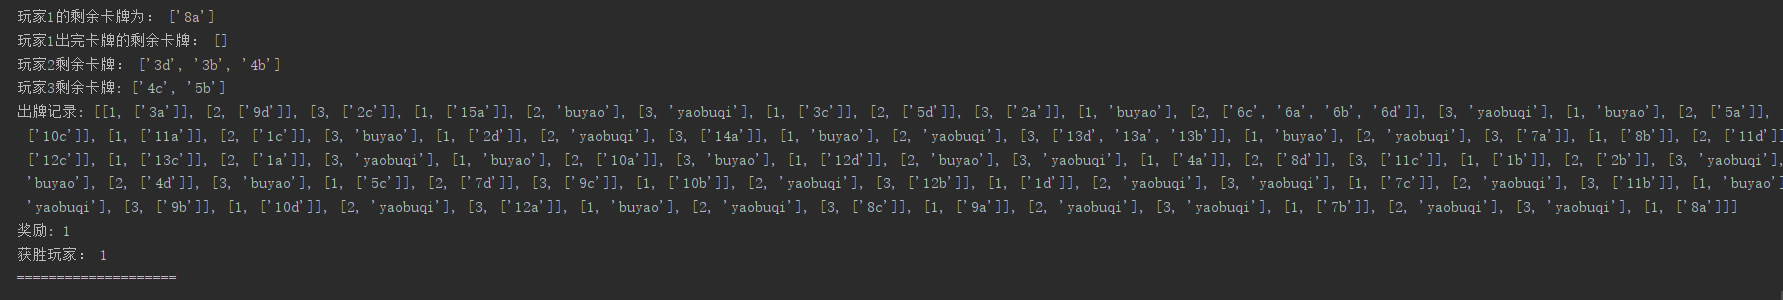 玩家1的剩余卡牌为: ['8a']
玩家1出完卡牌的剩余卡牌: []
玩家2剩余卡牌: ['3d', '3b', '4b']
玩家3剩余卡牌: ['4c', '5b']
出牌记录: [[1, ['3a']], [2, ['9d']], [3, ['2c']], [1, ['15a']], [2, 'buyao'], [3, 'yaobuqi'], [1, ['3c']], [2, ['5d']], [3, ['2a']], [1, 'buyao'], [2, ['6c', '6a', '6b', '6d']], [3, 'yaobuqi'], [1, 'buyao'], [2, ['5a']],
['10c']], [1, ['11a']], [2, ['1c']], [3, 'buyao'], [1, ['2d']], [2, 'yaobuqi'], [3, ['14a']], [1, 'buyao'], [2, 'yaobuqi'], [3, ['13d', '13a', '13b']], [1, 'buyao'], [2, 'yaobuqi'], [3, ['7a']], [1, ['8b']], [2, ['11d']]
['12c']], [1, ['13c']], [2, ['1a']], [3, 'yaobuqi'], [1, 'buyao'], [2, ['10a']], [3, 'buyao'], [1, ['12d']], [2, 'buyao'], [3, 'yaobuqi'], [1, ['4a']], [2, ['8d']], [3, ['11c']], [1, ['1b']], [2, ['2b']], [3, 'yaobuqi'],
'buyao'], [2, ['4d']], [3, 'buyao'], [1, ['5c']], [2, ['7d']], [3, ['9c']], [1, ['10b']], [2, 'yaobuqi'], [3, ['12b']], [1, ['1d']], [2, 'yaobuqi'], [3, 'yaobuqi'], [1, ['7c']], [2, 'yaobuqi'], [3, ['11b']], [1, 'buyao'
'yaobuqi'], [3, ['9b']], [1, ['10d']], [2, 'yaobuqi'], [3, ['12a']], [1, 'buyao'], [2, 'yaobuqi'], [3, ['8c']], [1, ['9a']], [2, 'yaobuqi'], [3, 'yaobuqi'], [1, ['7b']], [2, 'yaobuqi'], [3, 'yaobuqi'], [1, ['8a']]]
奖励: 1
获胜玩家: 1
====================